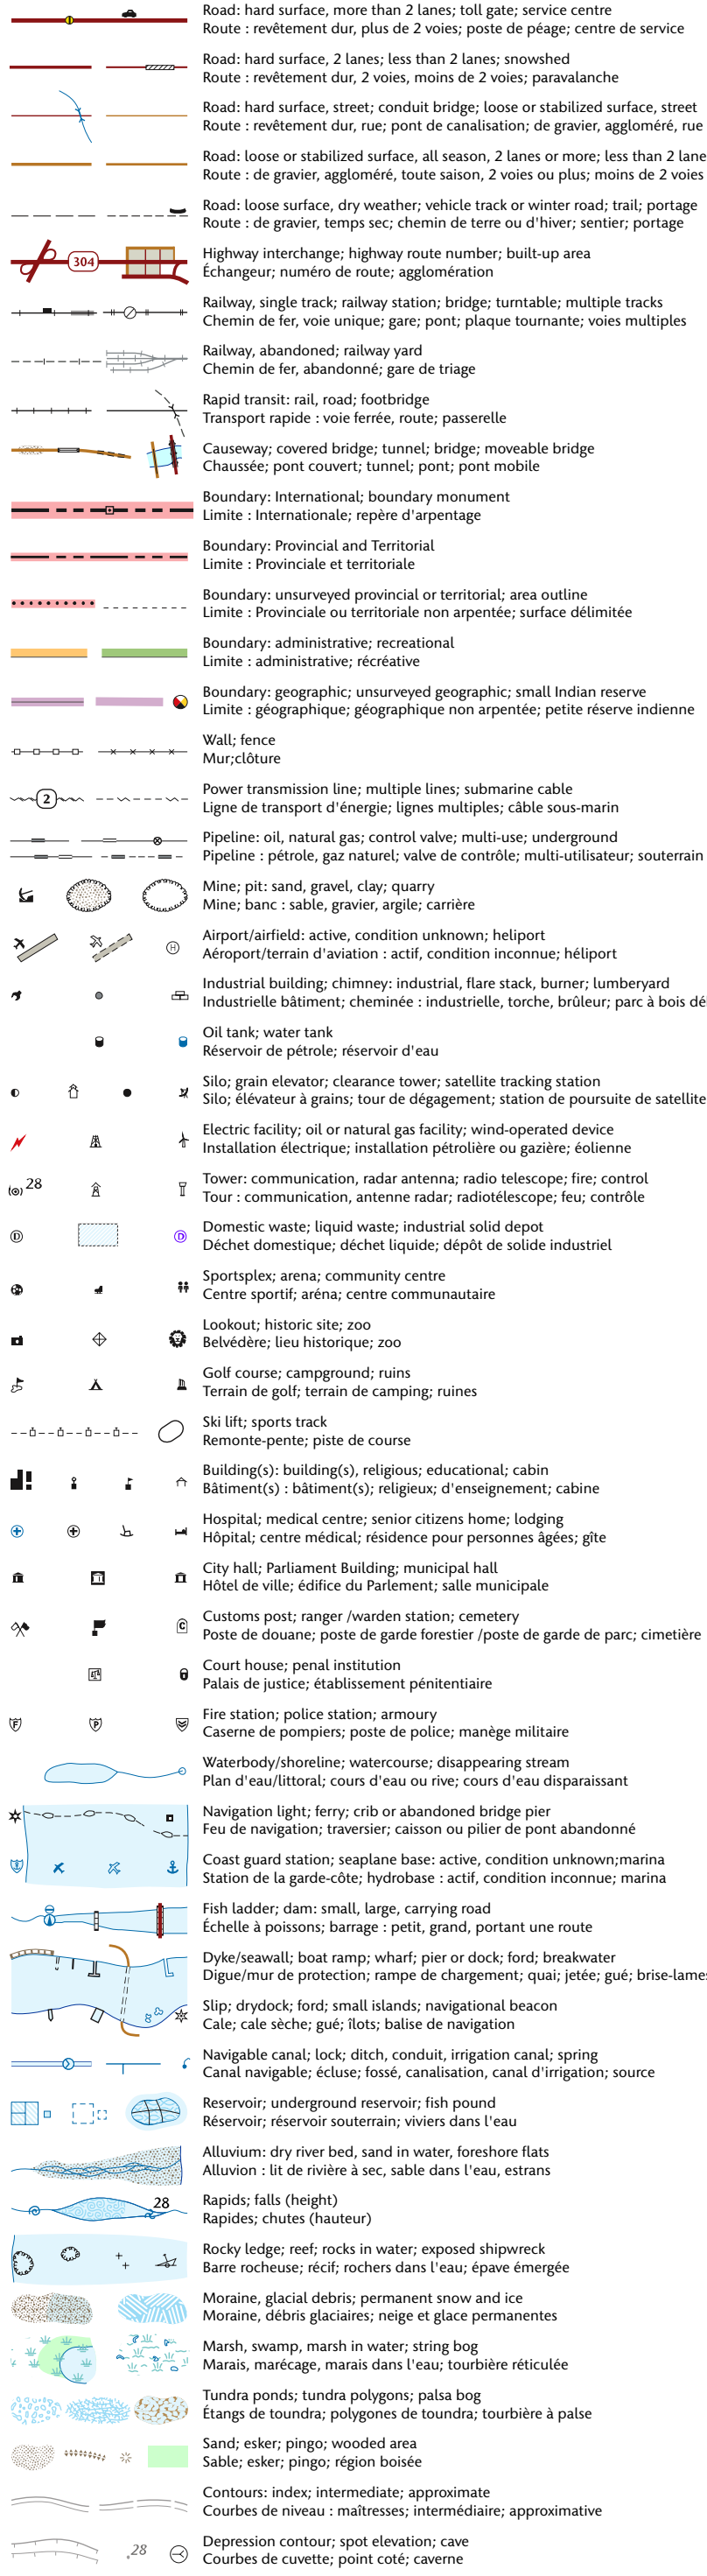 Road: hard surface, more than 2 lanes; toll gate; service centre
Route : revêtement dur, plus de 2 voies; poste de péage; centre de service
Road: hard surface, 2 lanes; less than 2 lanes; snowshed
Route : revêtement dur, 2 voies, moins de 2 voies; paravalanche
Road: hard surface, street; conduit bridge; loose or stabilized surface, street
Route : revêtement dur, rue; pont de canalisation; de gravier, aggloméré, rue
Road: loose or stabilized surface, all season, 2 lanes or more; less than 2 lane
Route : de gravier, aggloméré, toute saison, 2 voies ou plus; moins de 2 voies
Road: loose surface, dry weather; vehicle track or winter road; trail; portage
Route : de gravier, temps sec; chemin de terre ou d'hiver; sentier; portage
304
Highway interchange; highway route number; built-up area
Échangeur; numéro de route; agglomération
Railway, single track; railway station; bridge; turntable; multiple tracks
Chemin de fer, voie unique; gare; pont; plaque tournante; voies multiples
Railway, abandoned; railway yard
Chemin de fer, abandonné; gare de triage
Rapid transit: rail, road; footbridge
Transport rapide : voie ferrée, route; passerelle
Causeway; covered bridge; tunnel; bridge; moveable bridge
Chaussée; pont couvert; tunnel; pont; pont mobile
Boundary: International; boundary monument
Limite : Internationale; repère d'arpentage
Boundary: Provincial and Territorial
Limite : Provinciale et territoriale
Boundary: unsurveyed provincial or territorial; area outline
Limite : Provinciale ou territoriale non arpentée; surface délimitée
Boundary: administrative; recreational
Limite : administrative; récréative
Boundary: geographic; unsurveyed geographic; small Indian reserve
Limite : géographique; géographique non arpentée; petite réserve indienne
Wall; fence
Mur;clôture
2
Power transmission line; multiple lines; submarine cable
Ligne de transport d'énergie; lignes multiples; câble sous-marin
Pipeline: oil, natural gas; control valve; multi-use; underground
Pipeline : pétrole, gaz naturel; valve de contrôle; multi-utilisateur; souterrain
Mine; pit: sand, gravel, clay; quarry
Mine; banc : sable, gravier, argile; carrière
H
Airport/airfield: active, condition unknown; heliport
Aéroport/terrain d'aviation : actif, condition inconnue; héliport
Industrial building; chimney: industrial, flare stack, burner; lumberyard
Industrielle bâtiment; cheminée : industrielle, torche, brûleur; parc à bois dé
Oil tank; water tank
Réservoir de pétrole; réservoir d'eau
Silo; grain elevator; clearance tower; satellite tracking station
Silo; élévateur à grains; tour de dégagement; station de poursuite de satellite
Electric facility; oil or natural gas facility; wind-operated device
Installation électrique; installation pétrolière ou gazière; éolienne
28
Tower: communication, radar antenna; radio telescope; fire; control
Tour : communication, antenne radar; radiotélescope; feu; contrôle
D D
Domestic waste; liquid waste; industrial solid depot
Déchet domestique; déchet liquide; dépôt de solide industriel
Sportsplex; arena; community centre
Centre sportif; aréna; centre communautaire
Lookout; historic site; zoo
Belvédère; lieu historique; zoo
Golf course; campground; ruins
Terrain de golf; terrain de camping; ruines
Ski lift; sports track
Remonte-pente; piste de course
Building(s): building(s), religious; educational; cabin
Bâtiment(s) : bâtiment(s); religieux; d'enseignement; cabine
Hospital; medical centre; senior citizens home; lodging
Hôpital; centre médical; résidence pour personnes âgées; gîte
City hall; Parliament Building; municipal hall
Hôtel de ville; édifice du Parlement; salle municipale
C
Customs post; ranger /warden station; cemetery
Poste de douane; poste de garde forestier /poste de garde de parc; cimetière
Court house; penal institution
Palais de justice; établissement pénitentiaire
F P
Fire station; police station; armoury
Caserne de pompiers; poste de police; manège militaire
Waterbody/shoreline; watercourse; disappearing stream
Plan d'eau/littoral; cours d'eau ou rive; cours d'eau disparaissant
Navigation light; ferry; crib or abandoned bridge pier
Feu de navigation; traversier; caisson ou pilier de pont abandonné
Coast guard station; seaplane base: active, condition unknown;marina
Station de la garde-côte; hydrobase : actif, condition inconnue; marina
Fish ladder; dam: small, large, carrying road
Échelle à poissons; barrage : petit, grand, portant une route
Dyke/seawall; boat ramp; wharf; pier or dock; ford; breakwater
Digue/mur de protection; rampe de chargement; quai; jetée; gué; brise-lames
Slip; drydock; ford; small islands; navigational beacon
Cale; cale sèche; gué; îlots; balise de navigation
Navigable canal; lock; ditch, conduit, irrigation canal; spring
Canal navigable; écluse; fossé, canalisation, canal d'irrigation; source
Reservoir; underground reservoir; fish pound
Réservoir; réservoir souterrain; viviers dans l'eau
Alluvium: dry river bed, sand in water, foreshore flats
Alluvion : lit de rivière à sec, sable dans l'eau, estrans
28
Rapids; falls (height)
Rapides; chutes (hauteur)
Rocky ledge; reef; rocks in water; exposed shipwreck
Barre rocheuse; récif; rochers dans l'eau; épave émergée
Moraine, glacial debris; permanent snow and ice
Moraine, débris glaciaires; neige et glace permanentes
Marsh, swamp, marsh in water; string bog
Marais, marécage, marais dans l'eau; tourbière réticulée
Tundra ponds; tundra polygons; palsa bog
Étangs de toundra; polygones de toundra; tourbière à palse
Sand; esker; pingo; wooded area
Sable; esker; pingo; région boisée
Contours: index; intermediate; approximate
Courbes de niveau : maîtresses; intermédiaire; approximative
.28
Depression contour; spot elevation; cave
Courbes de cuvette; point coté; caverne